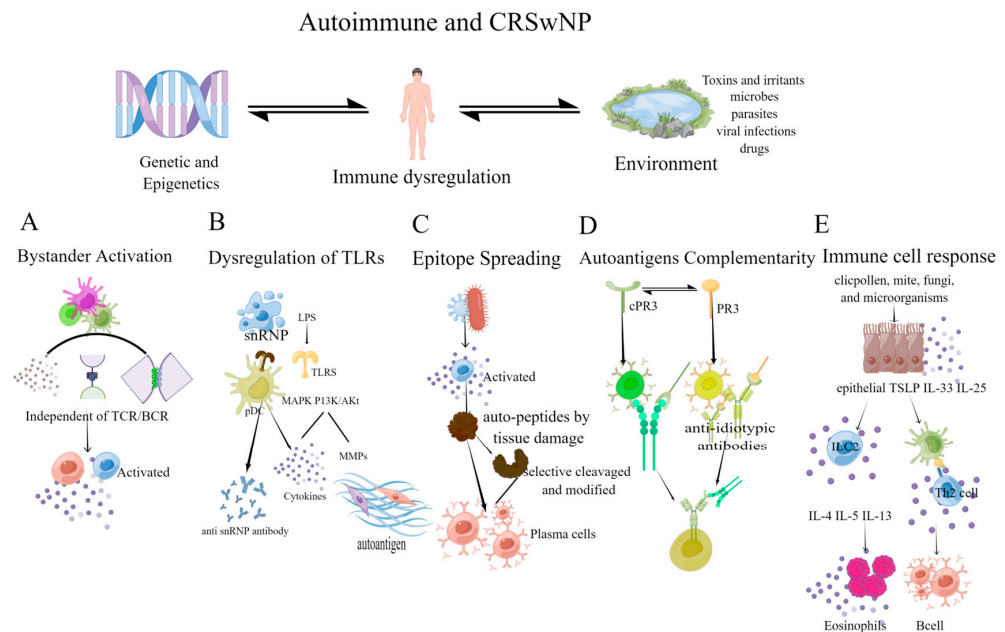 Autoimmune and CRSwNP
Genetic and
Epigenetics
Immune dysregulation
Environment
Toxins and irritants
microbes
parasites
viral infections
drugs
A
Bystander Activation
Independent of TCR/BCR
Activated
B
Dysregulation of TLRs
snRNP
LPS
TLRS
pDC
MAPK P13K/AKt
MMPs
Cytokines
anti snRNP antibody
autoantigen
C
Epitope Spreading
Activated
auto-peptides by
tissue damage
selective cleavaged
and modified
Plasma cells
D
Autoantigens Complementarity
cPR3
PR3
anti-idiotypic
antibodies
E
Immune cell response
clicpollen, mite, fungi,
and microorganisms
epithelial TSLP IL-33 IL-25
ILC2
Th2 cell
IL-4 IL-5 IL-13
Eosinophils
Bcell